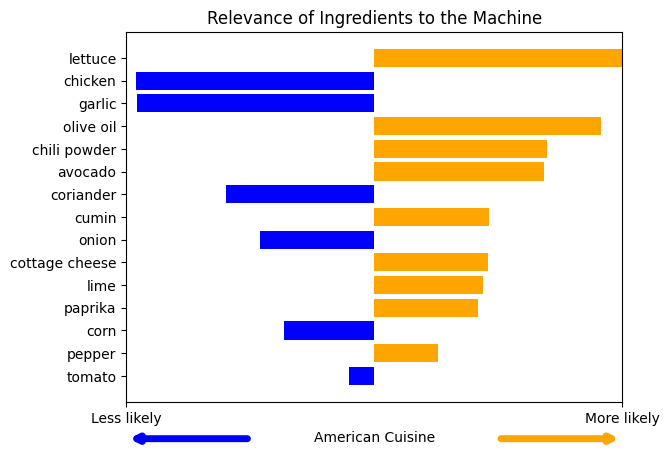 Relevance of Ingredients to the Machine
lettuce
chicken
garlic
olive oil
chili powder
avocado
coriander
cumin
onion
cottage cheese
lime
paprika
corn
pepper
tomato
Less likely
More likely
American Cuisine